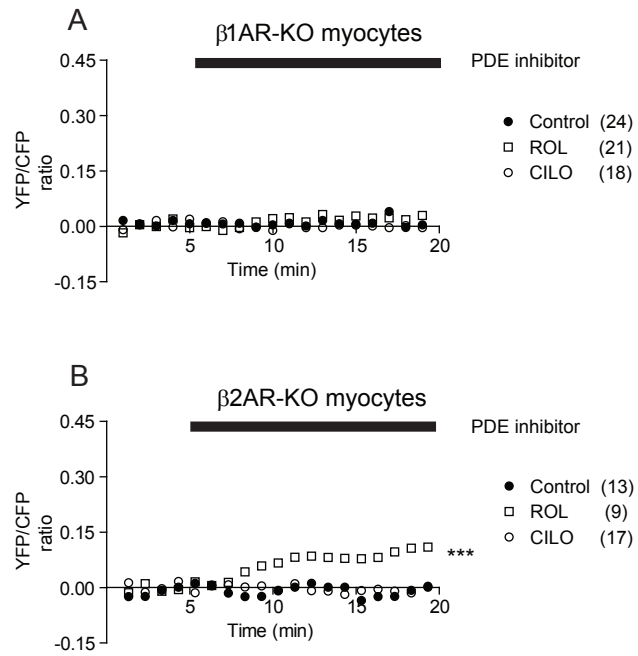 A
β1AR-KO myocytes
PDE inhibitor
0.45
0.30
0.15
0.00
-0.15
YFP/CFP
ratio
5
10
15
20
Time (min)
Control (24)
ROL (21)
CILO (18)
B
β2AR-KO myocytes
PDE inhibitor
0.45
0.30
0.15
0.00
-0.15
YFP/CFP
ratio
5
10
15
20
Time (min)
Control (13)
ROL (9)
CILO (17)
***